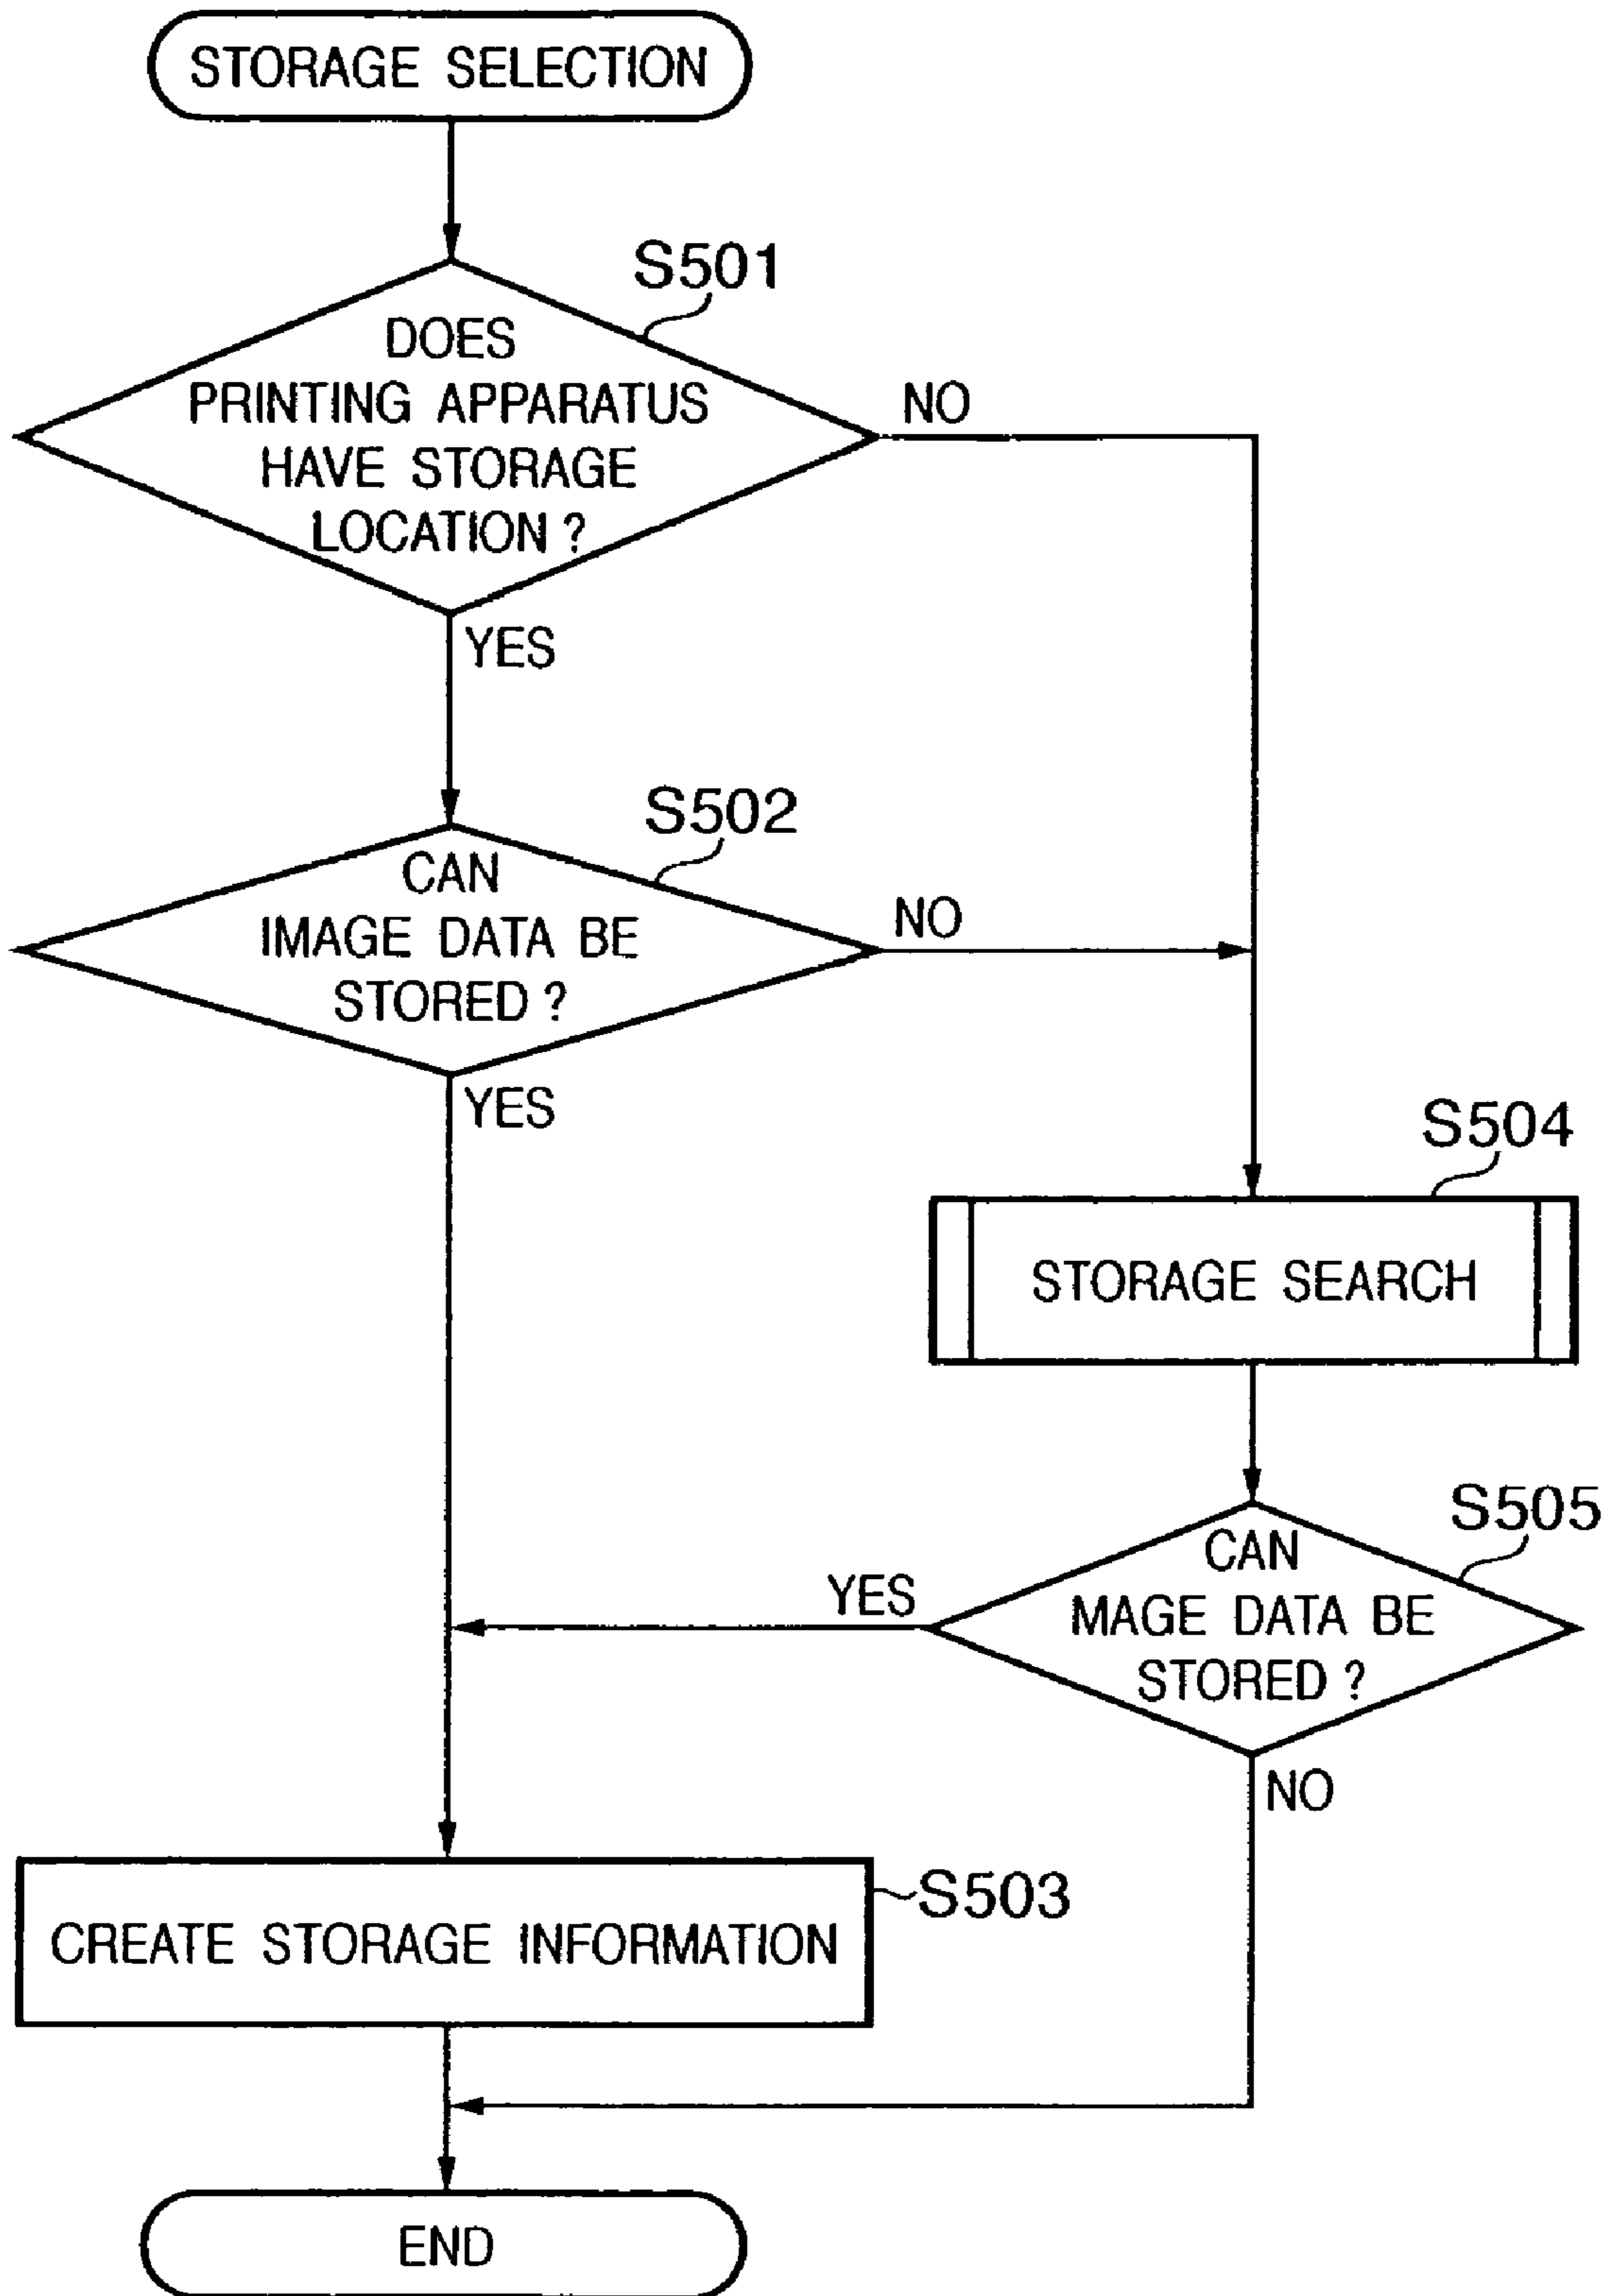 STORAGE SELECTION
S501
DOES
PRINTING APPARATUS
HAVE STORAGE
LOCATION ?
NO
YES
S502
CAN
IMAGE DATA BE
STORED ?
NO
YES
S504
STORAGE SEARCH
S505
CAN
MAGE DATA BE
STORED ?
YES
NO
S503
CREATE STORAGE INFORMATION
END